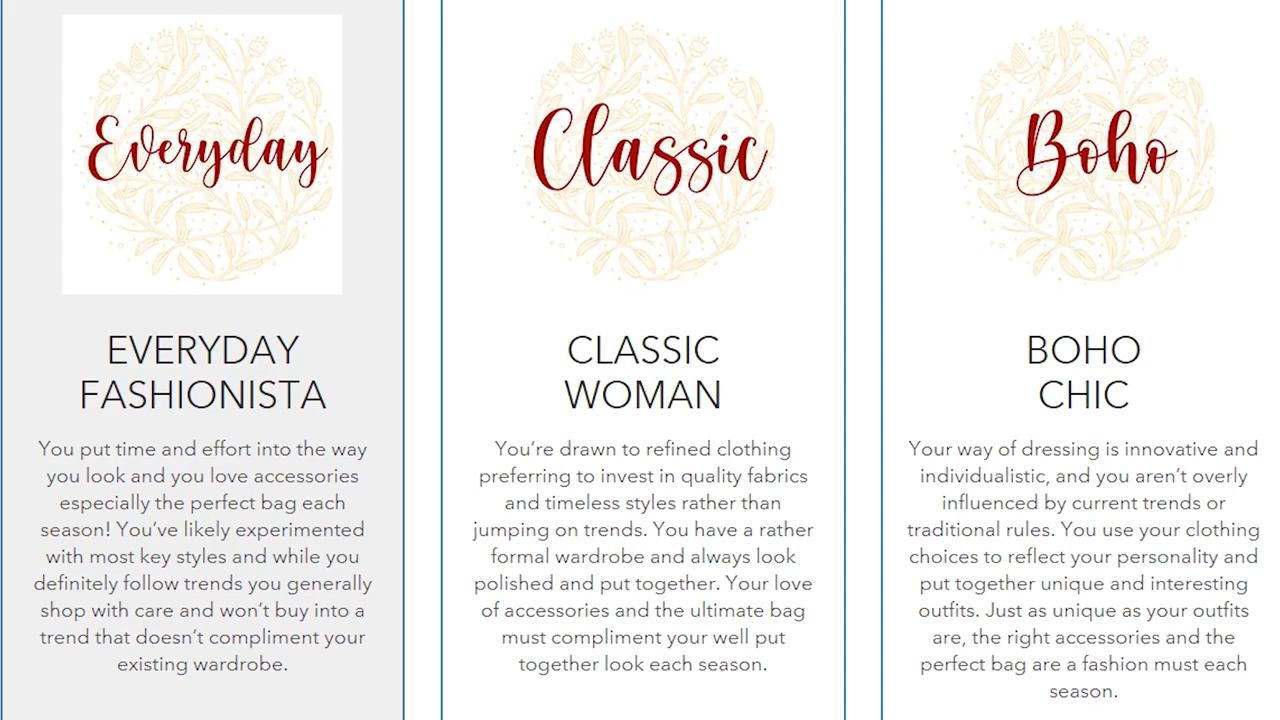 Everyday
EVERYDAY
FASHIONISTA
You put time and effort into the way
you look and you love accessories
especially the perfect bag each
season! You’ve likely experimented
with most key styles and while you
definitely follow trends you generally
shop with care and won’t buy into a
trend that doesn’t compliment your
existing wardrobe.
Classic
CLASSIC
WOMAN
You’re drawn to refined clothing
preferring to invest in quality fabrics
and timeless styles rather than
jumping on trends. You have a rather
formal wardrobe and always look
polished and put together. Your love
of accessories and the ultimate bag
must compliment your well put
together look each season.
Boho
BOHO
CHIC
Your way of dressing is innovative and
individualistic, and you aren’t overly
influenced by current trends or
traditional rules. You use your clothing
choices to reflect your personality and
put together unique and interesting
outfits. Just as unique as your outfits
are, the right accessories and the
perfect bag are a fashion must each
season.